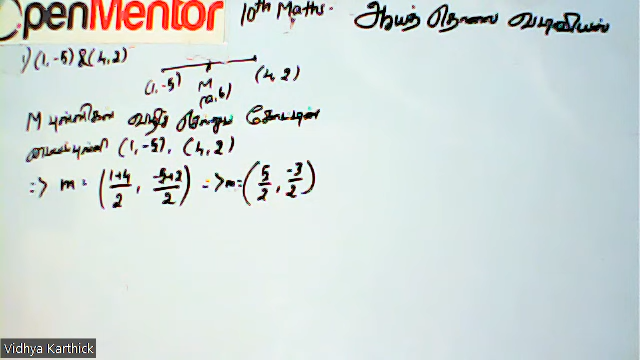 OpenMentor 10th Maths. ஆயத் தொலை வடிவியல்
1) (1, -5) & (4, 2)
(1, -5) M (4, 2)
(a, b)
M புள்ளிகள் வழிச் செல்லும் கோட்டின்
(1, -5), (4, 2)
=> m = (1+4/2, -5+2/2) => m = (5/2, -3/2)
Vidhya Karthick